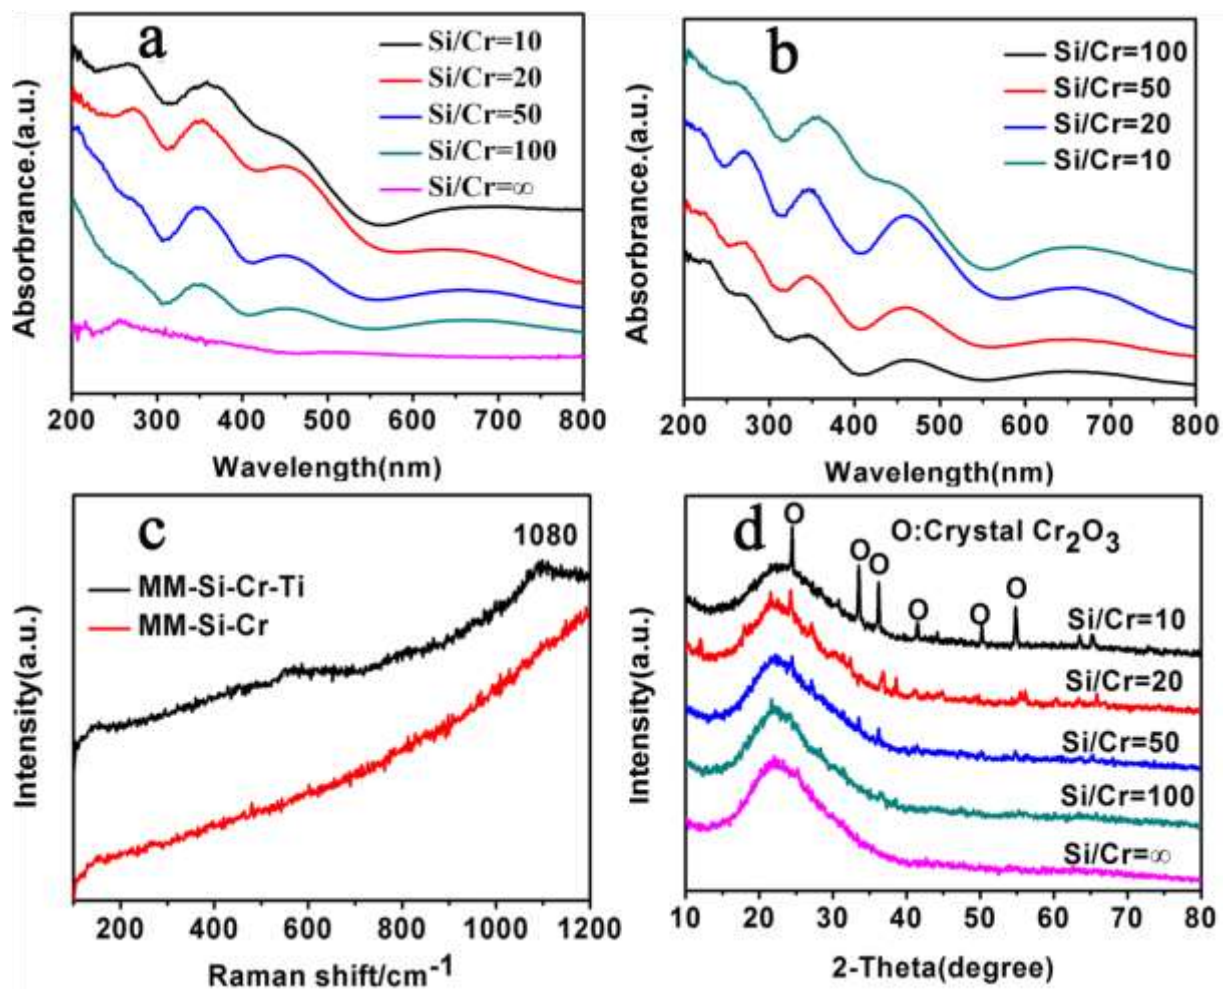 a
Si/Cr=10
Si/Cr=20
Si/Cr=50
Si/Cr=100
Si/Cr=∞
Absorbrance.(a.u.)
200 300 400 500 600 700 800
Wavelength(nm)
b
Si/Cr=100
Si/Cr=50
Si/Cr=20
Si/Cr=10
Absorbrance.(a.u.)
200 300 400 500 600 700 800
Wavelength(nm)
c
1080
MM-Si-Cr-Ti
MM-Si-Cr
Intensity(a.u.)
200 400 600 800 1000 1200
Raman shift/cm⁻¹
d
O
O:Crystal Cr₂O₃
O O O O O
Si/Cr=10
Si/Cr=20
Si/Cr=50
Si/Cr=100
Si/Cr=∞
Intensity(a.u.)
10 20 30 40 50 60 70 80
2-Theta(degree)